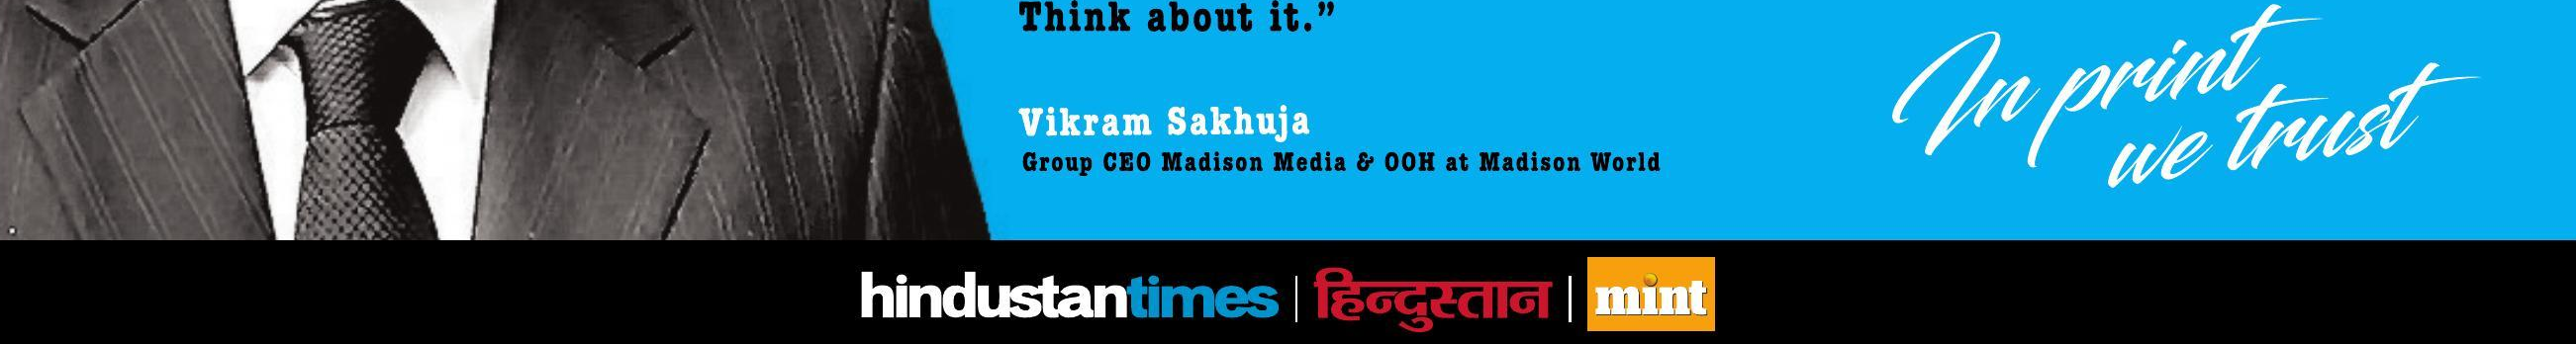 Think about it.”
Vikram Sakhuja
Group CEO Madison Media & OOH at Madison World
In print
we trust
hindustantimes | हिन्दुस्तान | mint